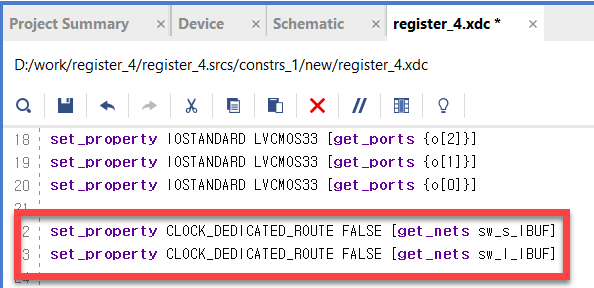 Project Summary × Device × Schematic × register_4.xdc * ×
D:/work/register_4/register_4.srcs/constrs_1/new/register_4.xdc
18 set_property IOSTANDARD LVCMOS33 [get_ports {o[2]}]
19 set_property IOSTANDARD LVCMOS33 [get_ports {o[1]}]
20 set_property IOSTANDARD LVCMOS33 [get_ports {o[0]}]
21
2 set_property CLOCK_DEDICATED_ROUTE FALSE [get_nets sw_s_IBUF]
3 set_property CLOCK_DEDICATED_ROUTE FALSE [get_nets sw_l_IBUF]
24